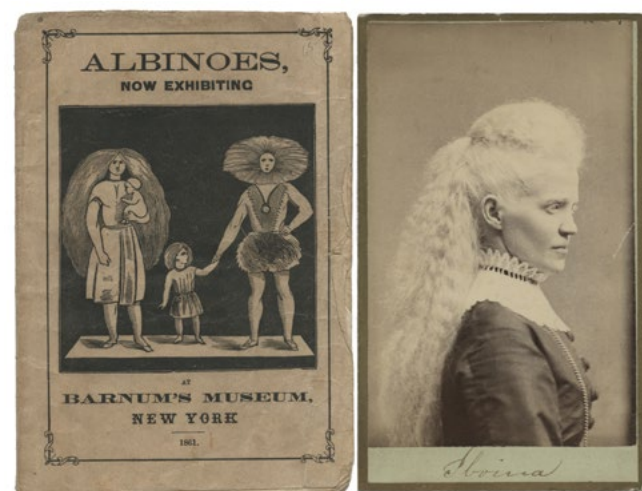 ALBINOES,
NOW EXHIBITING
AT
BARNUM'S MUSEUM,
NEW YORK
1861.